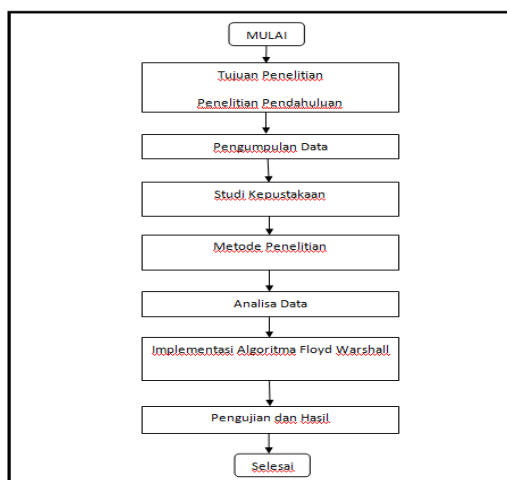 MULAI
Tujuan Penelitian
Penelitian Pendahuluan
Pengumpulan Data
Studi Kepustakaan
Metode Penelitian
Analisa Data
Implementasi Algoritma Floyd Warshall
Pengujian dan Hasil
Selesai